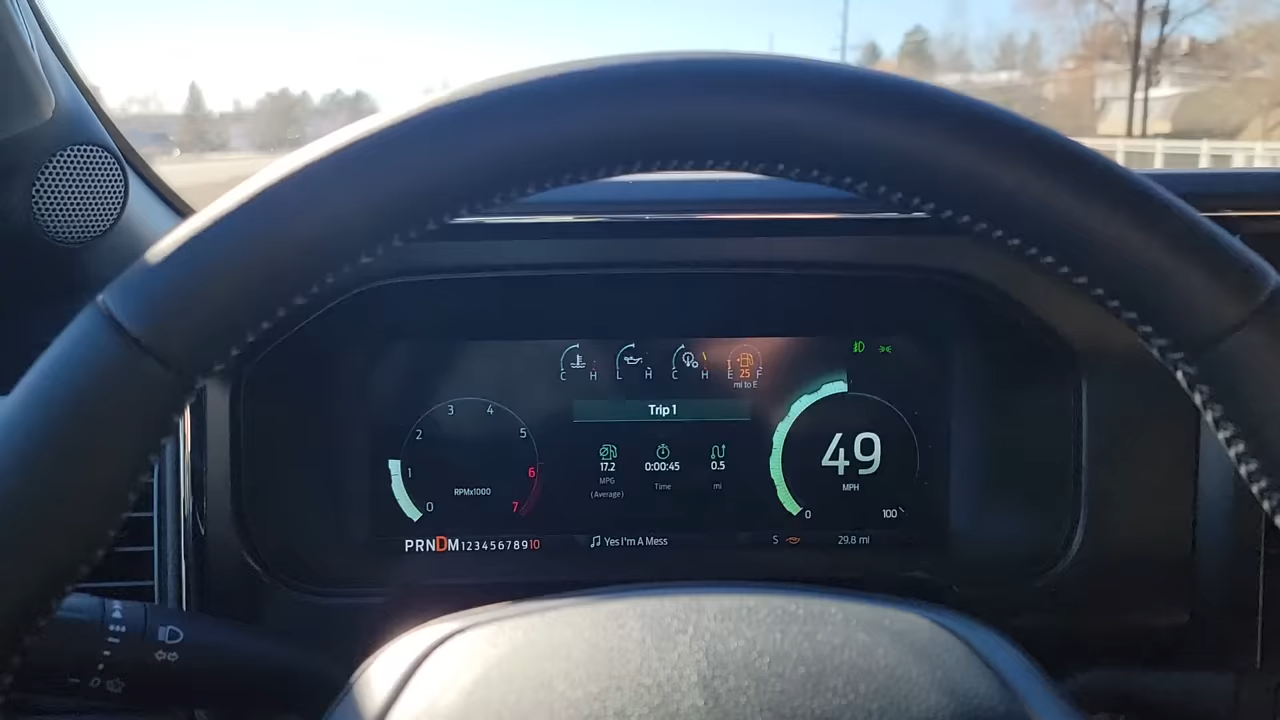 C H
L H
C H
E 25 F
mi to E
Trip 1
0 1 2 3 4 5 6 7
RPMx1000
17.2
MPG
(Average)
0:00:45
Time
0.5
mi
49
MPH
0 100
PRNDM12345678910
Yes I'm A Mess
S
29.8 mi